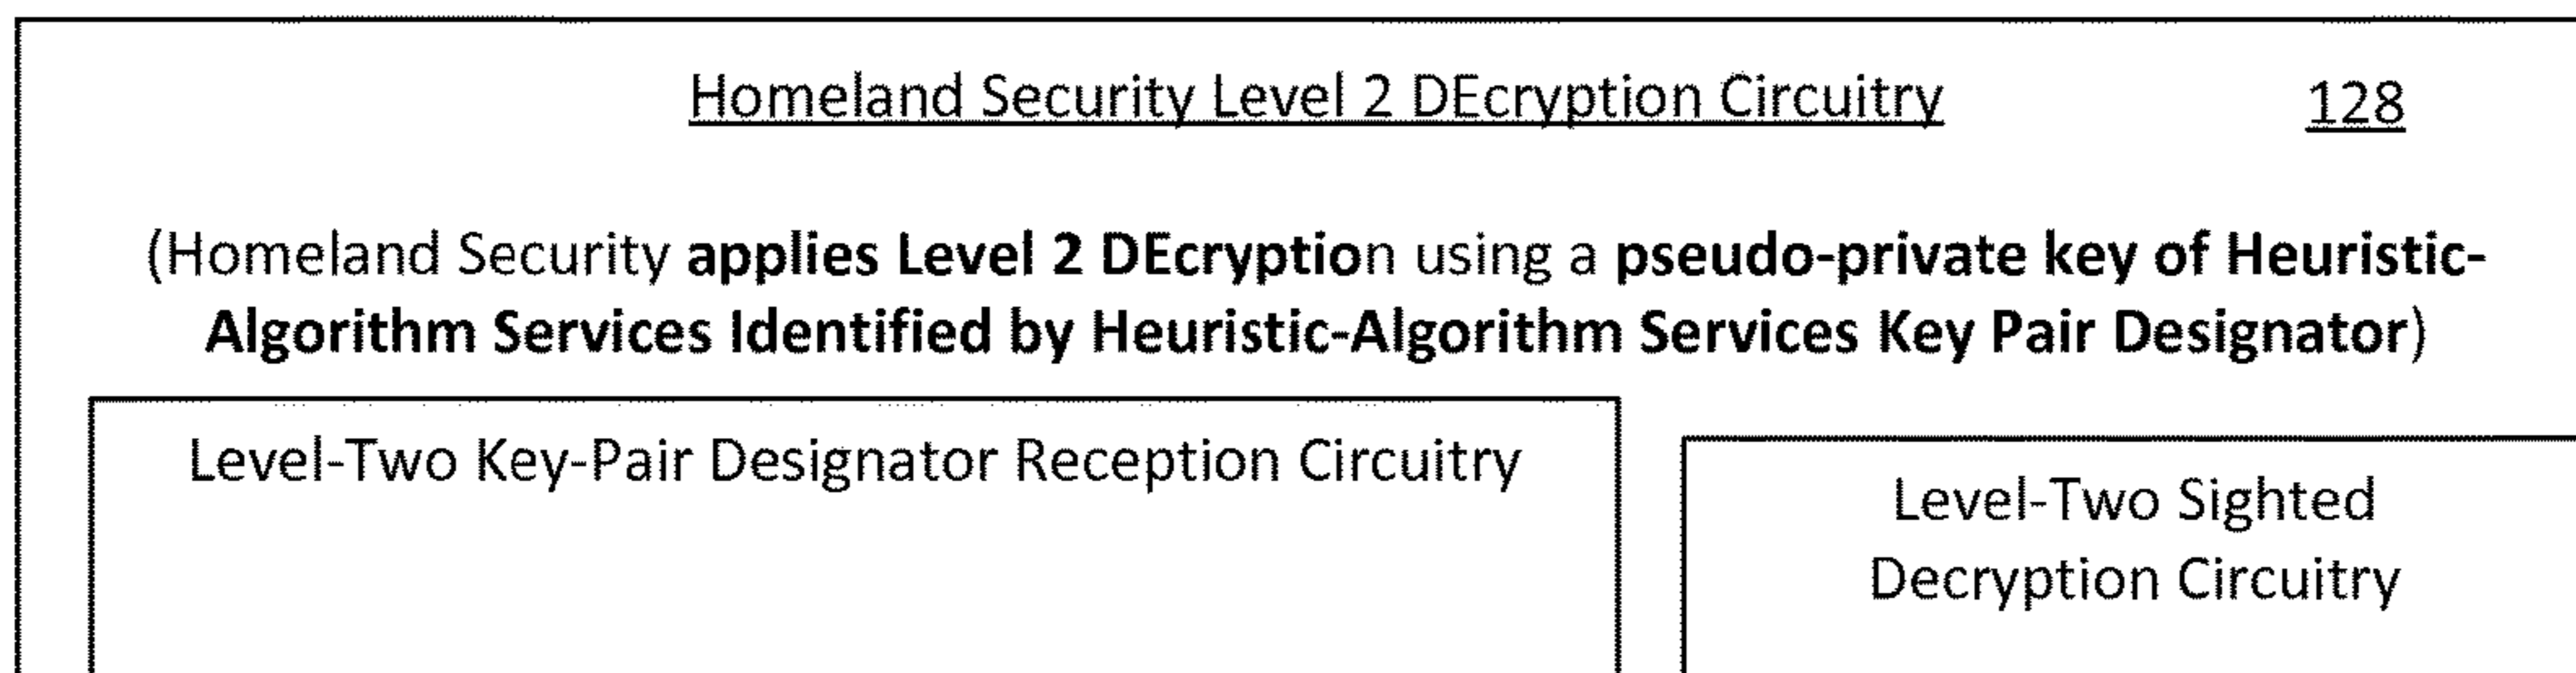 Homeland Security Level 2 DEcryption Circuitry 128
(Homeland Security applies Level 2 DEcryption using a pseudo-private key of Heuristic-
Algorithm Services Identified by Heuristic-Algorithm Services Key Pair Designator)
Level-Two Key-Pair Designator Reception Circuitry
Level-Two Sighted
Decryption Circuitry